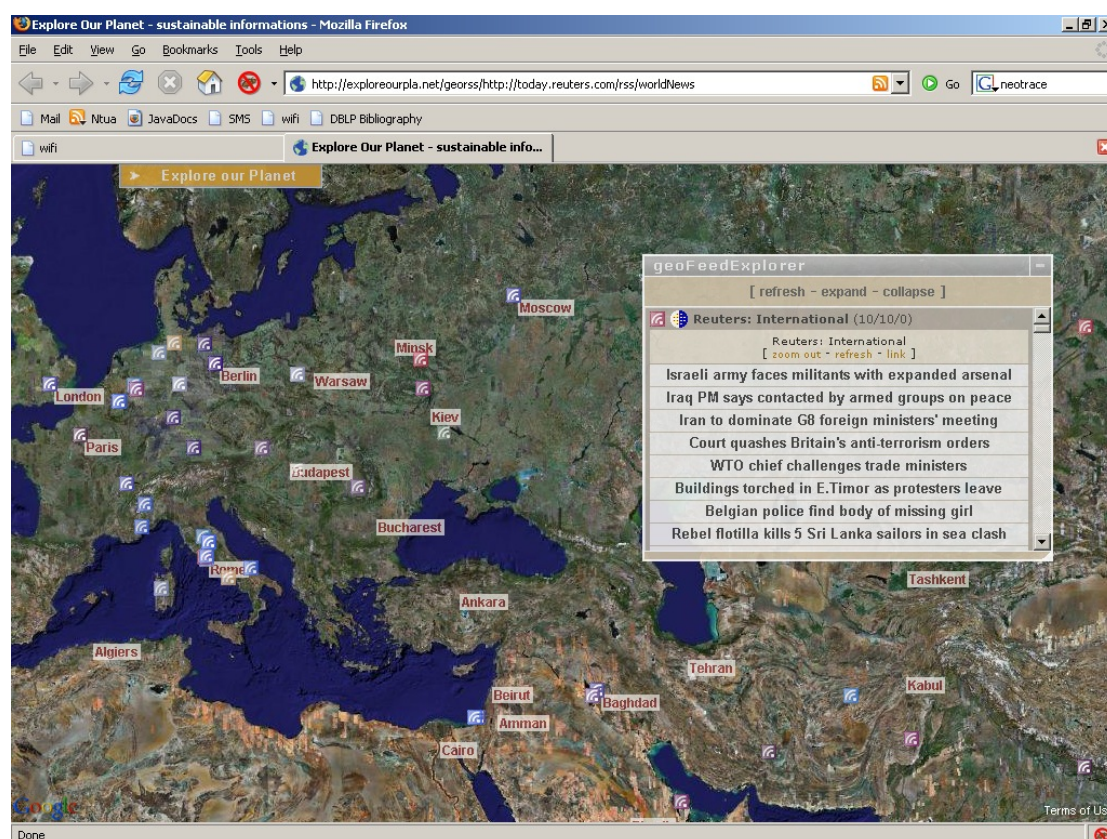 Explore Our Planet - sustainable informations - Mozilla Firefox
File Edit View Go Bookmarks Tools Help
http://exploreourpla.net/georss/http://today.reuters.com/rss/worldNews Go G neotrace
Mail Ntua JavaDocs SMS wifi DBLP Bibliography
wifi Explore Our Planet - sustainable info...
Explore our Planet
geoFeedExplorer
[ refresh - expand - collapse ]
Reuters: International (10/10/0)
Reuters: International
[ zoom out - refresh - link ]
Israeli army faces militants with expanded arsenal
Iraq PM says contacted by armed groups on peace
Iran to dominate G8 foreign ministers' meeting
Court quashes Britain's anti-terrorism orders
WTO chief challenges trade ministers
Buildings torched in E.Timor as protesters leave
Belgian police find body of missing girl
Rebel flotilla kills 5 Sri Lanka sailors in sea clash
Moscow
Minsk
Berlin
Warsaw
London
Kiev
Paris
Budapest
Bucharest
Rome
Tashkent
Ankara
Algiers
Tehran
Kabul
Beirut
Baghdad
Amman
Cairo
Google
Terms of Us
Done